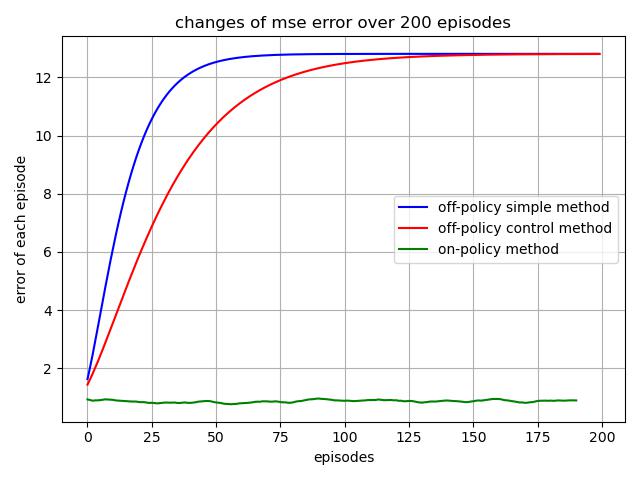 changes of mse error over 200 episodes
error of each episode
12
10
8
6
4
2
off-policy simple method
off-policy control method
on-policy method
0 25 50 75 100 125 150 175 200
episodes